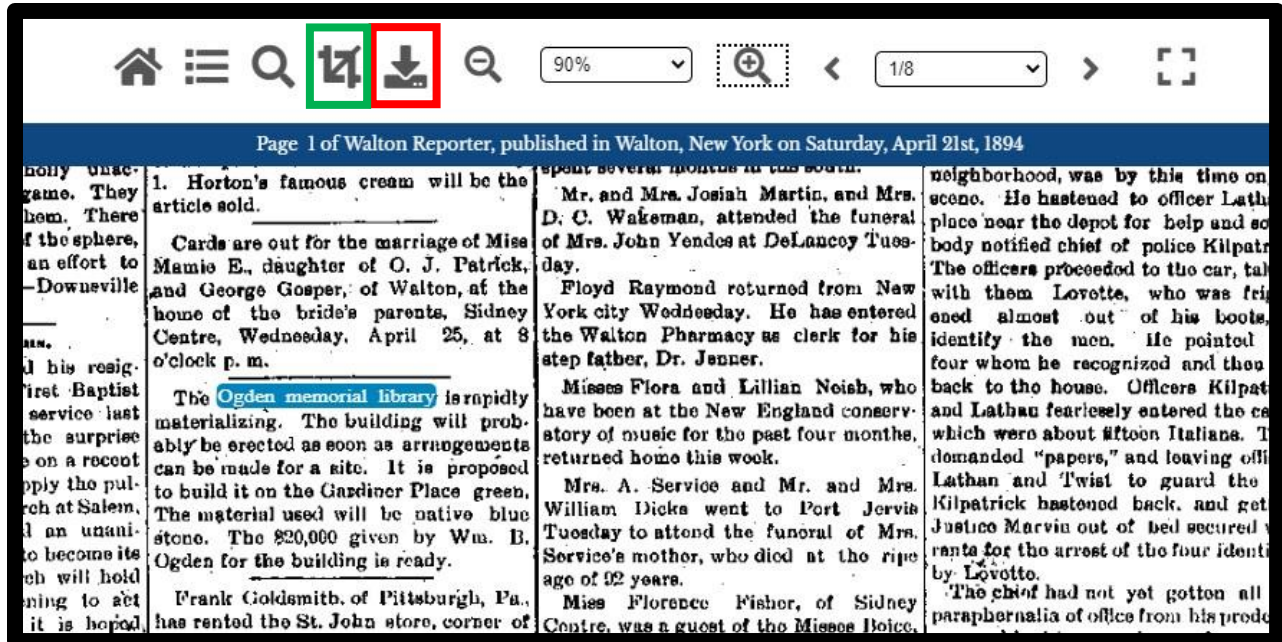 90%
1/8
Page 1 of Walton Reporter, published in Walton, New York on Saturday, April 21st, 1894
game. They
hem. There
f the sphere,
an effort to
—Downsville
d his resig-
First Baptist
service last
the surprise
e on a recent
pply the pul-
rch at Salem,
d an unani-
to become its
ch will hold
ning to act
it is hoped
1. Horton's famous cream will be the
article sold.
Cards are out for the marriage of Miss
Mamie E., daughter of O. J. Patrick,
and George Gosper, of Walton, at the
home of the bride's parents, Sidney
Centre, Wednesday, April 25, at 8
o'clock p. m.
The Ogden memorial library is rapidly
materializing. The building will prob-
ably be erected as soon as arrangements
can be made for a site. It is proposed
to build it on the Gardiner Place green,
The material used will be native blue
stone. The $20,000 given by Wm. B.
Ogden for the building is ready.
Frank Goldsmith, of Pittsburgh, Pa.,
has rented the St. John store, corner of
spent several months in the south.
Mr. and Mrs. Josiah Martin, and Mrs.
D. C. Wakeman, attended the funeral
of Mrs. John Yendes at DeLancey Tues-
day.
Floyd Raymond returned from New
York city Wednesday. He has entered
the Walton Pharmacy as clerk for his
step father, Dr. Jenner.
Misses Flora and Lillian Neish, who
have been at the New England conserv-
story of music for the past four months,
returned home this week.
Mrs. A. Service and Mr. and Mrs.
William Dicks went to Port Jervis
Tuesday to attend the funeral of Mrs.
Service's mother, who died at the ripe
age of 92 years.
Miss Florence Fisher, of Sidney
Centre, was a guest of the Misses Boice,
neighborhood, was by this time on
scene. He hastened to officer Lath
place near the depot for help and so
body notified chief of police Kilpatr
The officers proceeded to the car, tak
with them Lovette, who was frig
ened almost out of his boots,
identify the men. He pointed
four whom he recognized and then
back to the house. Officers Kilpat
and Lathan fearlessly entered the ca
which were about fifteen Italians. T
demanded "papers," and leaving offi
Lathan and Twist to guard the
Kilpatrick hastened back, and get
Justice Marvin out of bed secured
rants for the arrest of the four identi
by Lovette.
The chief had not yet gotten all
paraphernalia of office from his prede